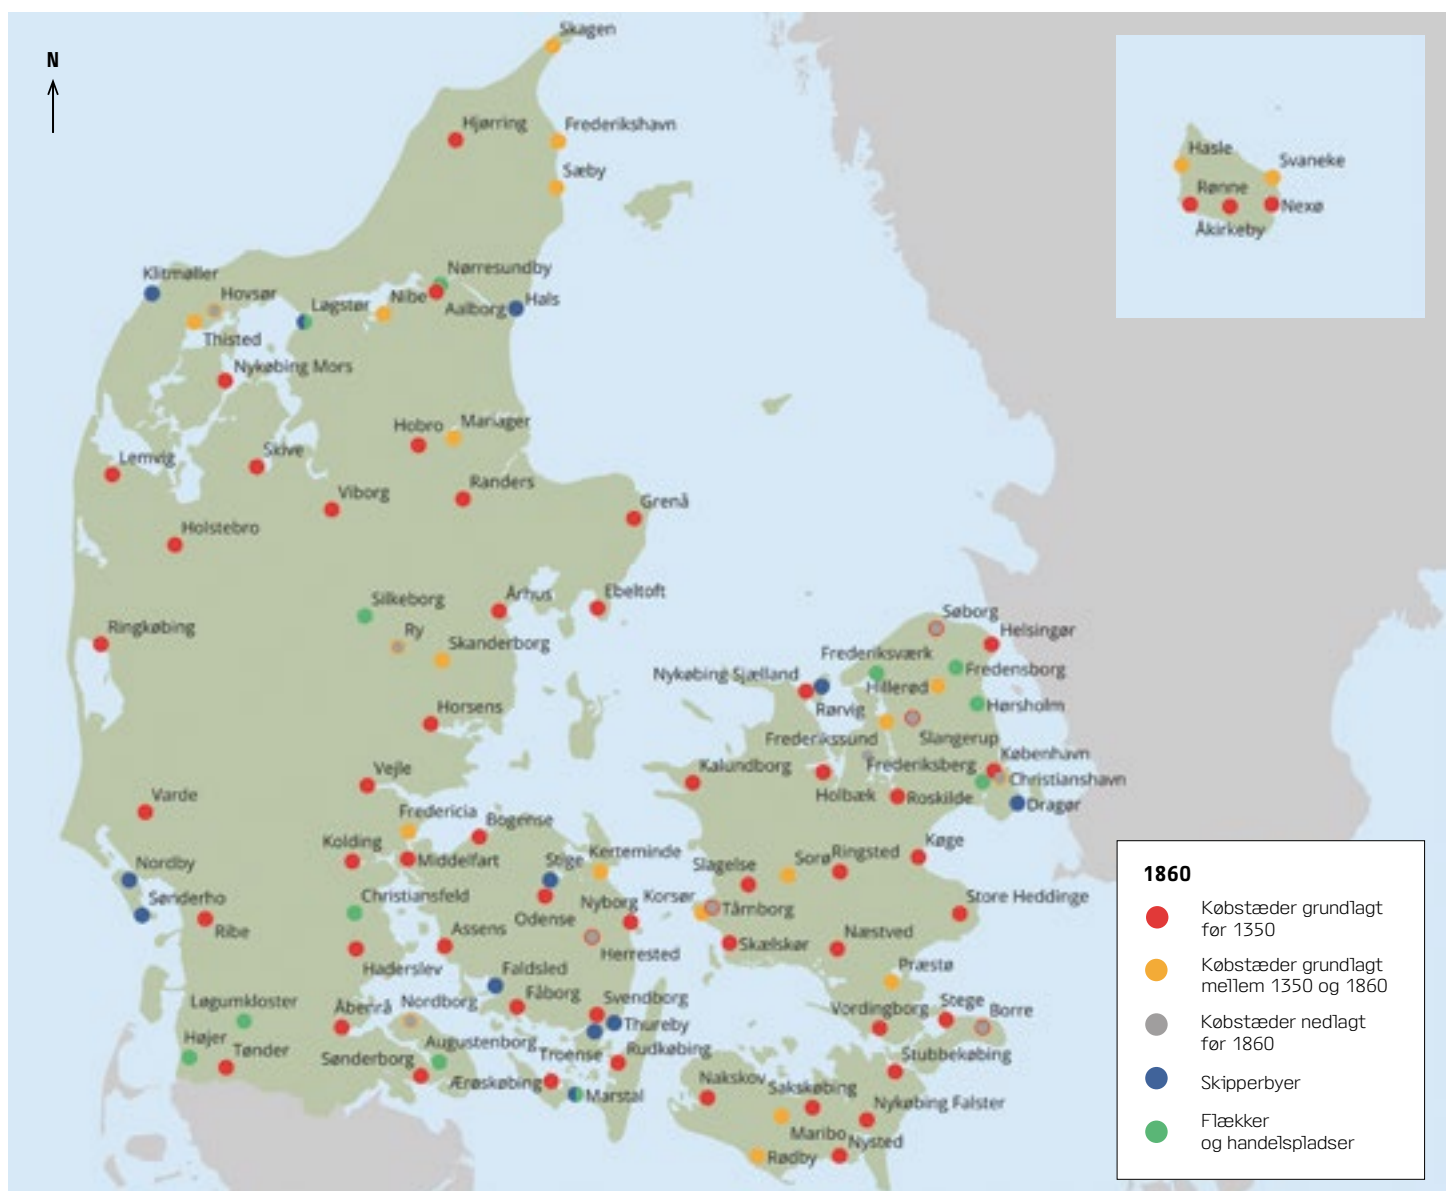 Skagen
N
Hjørring
Frederikshavn
Sæby
Hasle
Svaneke
Rønne
Nexø
Åkirkeby
Klitmøller
Hovsør
Nørresundby
Løgstør
Nibe
Aalborg
Hals
Thisted
Nykøbing Mors
Hobro
Mariager
Lemvig
Skive
Viborg
Randers
Grenå
Holstebro
Silkeborg
Århus
Ebeltoft
Ringkøbing
Ry
Skanderborg
Søborg
Helsingør
Frederiksværk
Fredensborg
Nykøbing Sjælland
Hillerød
Rørvig
Hørsholm
Horsens
Frederikssund
Slangerup
København
Vejle
Kalundborg
Frederiksberg
Christianshavn
Holbæk
Roskilde
Dragør
Varde
Fredericia
Bogense
Kolding
Middelfart
Stige
Kerteminde
Slagelse
Sorø
Ringsted
Køge
Nordby
Sønderho
Christiansfeld
Odense
Nyborg
Korsør
Tårnborg
Store Heddinge
Ribe
Assens
Herrested
Skælskør
Næstved
Haderslev
Faldsled
Præstø
Løgumkloster
Åbenrå
Nordborg
Fåborg
Svendborg
Thureby
Vordingborg
Stege
Borre
Højer
Tønder
Sønderborg
Augustenborg
Troense
Rudkøbing
Stubbekøbing
Ærøskøbing
Marstal
Nakskov
Sakskøbing
Nykøbing Falster
Maribo
Nysted
Rødby
1860
Købstæder grundlagt
før 1350
Købstæder grundlagt
mellem 1350 og 1860
Købstæder nedlagt
før 1860
Skipperbyer
Flækker
og handelspladser